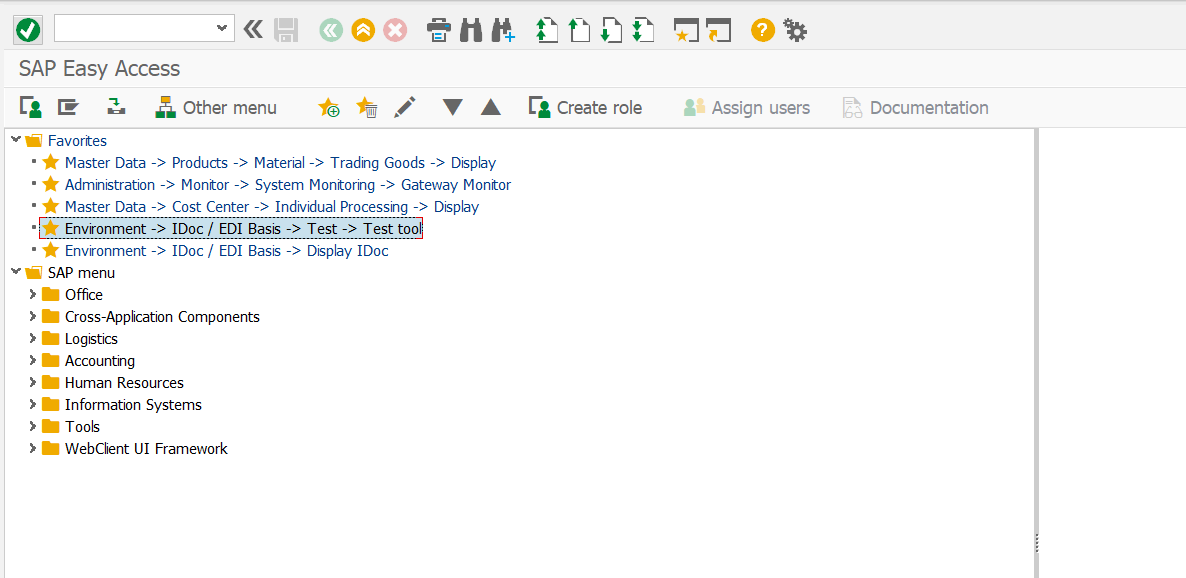 SAP Easy Access
Other menu Create role Assign users Documentation
Favorites
Master Data -> Products -> Material -> Trading Goods -> Display
Administration -> Monitor -> System Monitoring -> Gateway Monitor
Master Data -> Cost Center -> Individual Processing -> Display
Environment -> IDoc / EDI Basis -> Test -> Test tool
Environment -> IDoc / EDI Basis -> Display IDoc
SAP menu
Office
Cross-Application Components
Logistics
Accounting
Human Resources
Information Systems
Tools
WebClient UI Framework